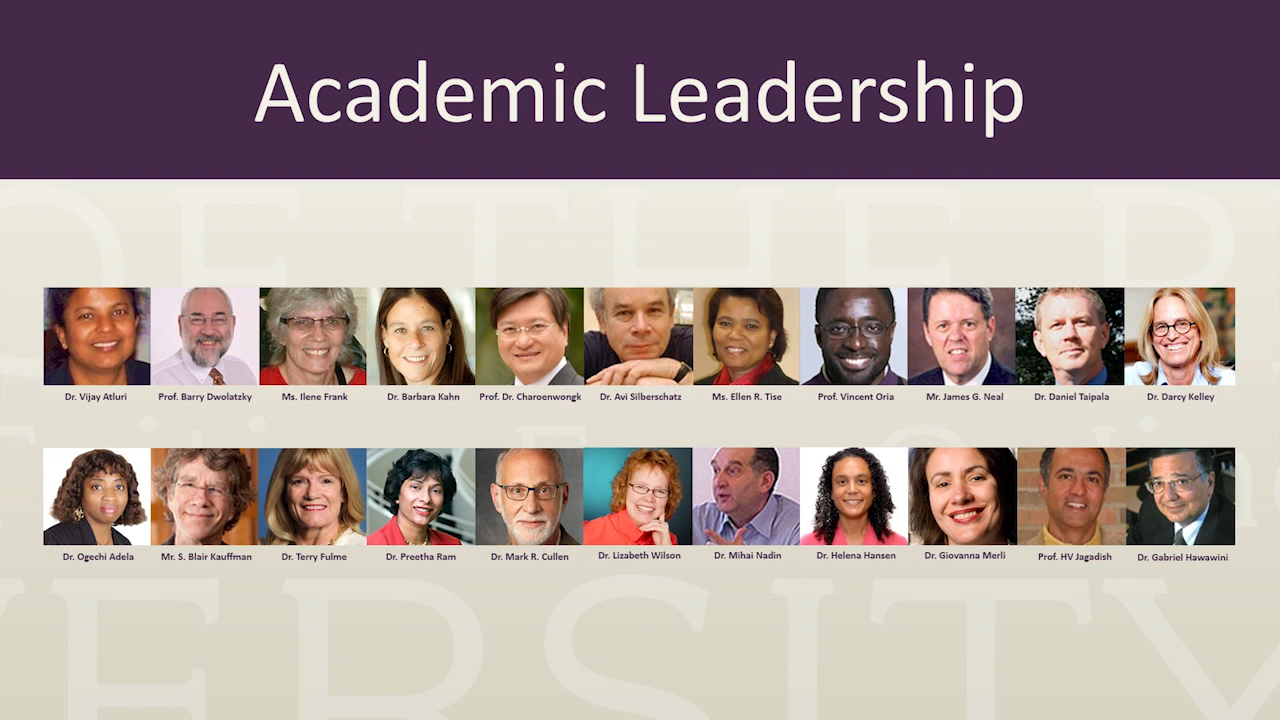 Academic Leadership
Dr. Vijay Atluri Prof. Barry Dwolatzky Ms. Ilene Frank Dr. Barbara Kahn Prof. Dr. Charoenwongk Dr. Avi Silberschatz Ms. Ellen R. Tise Prof. Vincent Oria Mr. James G. Neal Dr. Daniel Taipala Dr. Darcy Kelley
Dr. Ogechi Adela Mr. S. Blair Kauffman Dr. Terry Fulme Dr. Preetha Ram Dr. Mark R. Cullen Dr. Lizabeth Wilson Dr. Mihai Nadin Dr. Helena Hansen Dr. Giovanna Merli Prof. HV Jagadish Dr. Gabriel Hawawini